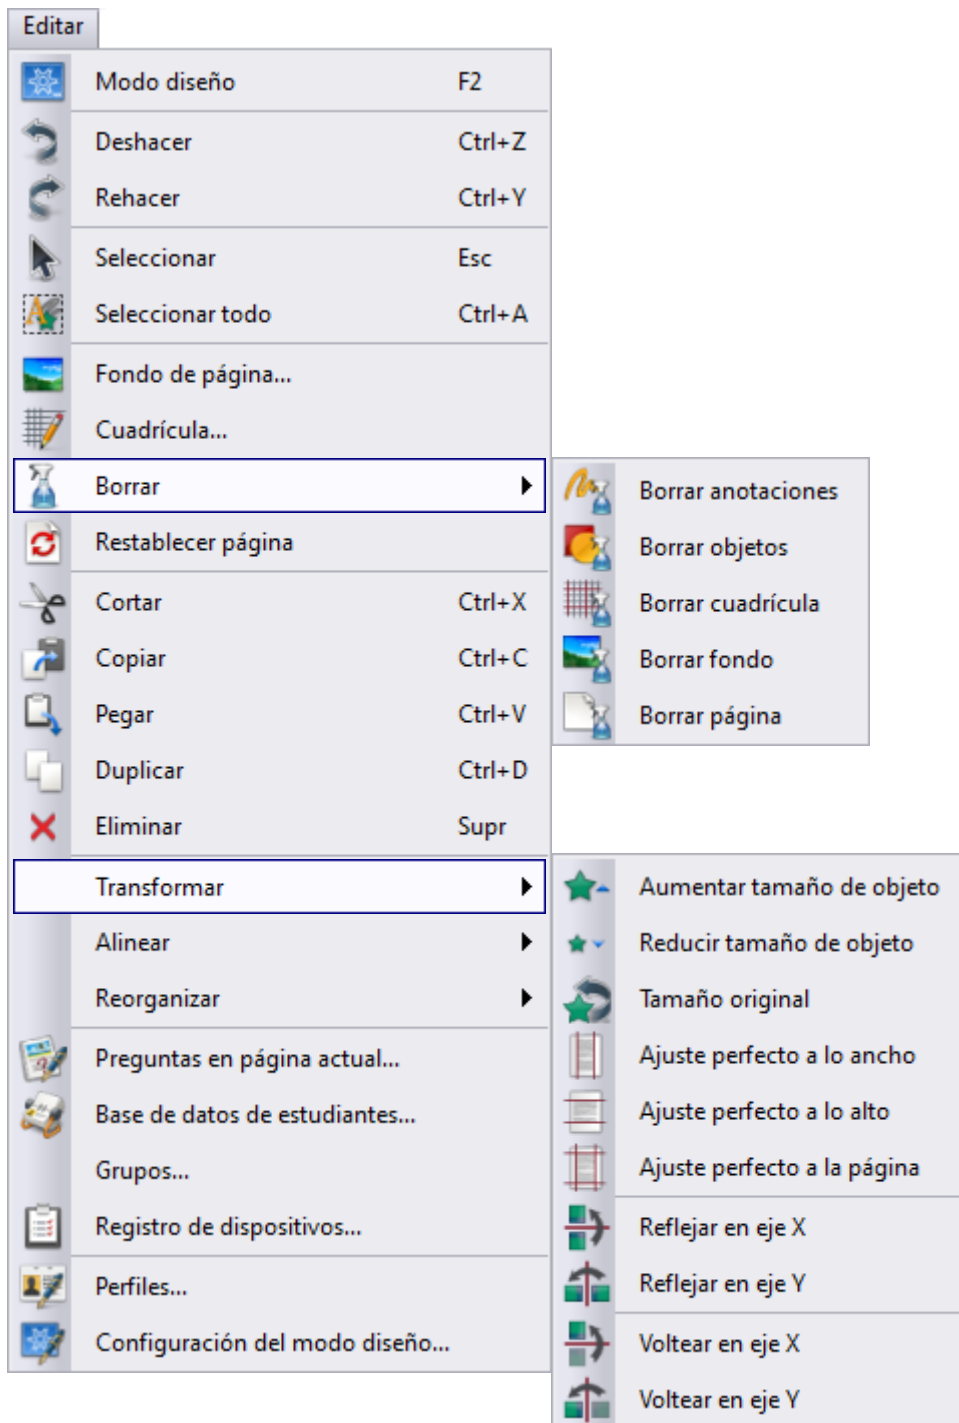 Editar
Modo diseño F2
Deshacer Ctrl+Z
Rehacer Ctrl+Y
Seleccionar Esc
Seleccionar todo Ctrl+A
Fondo de página...
Cuadrícula...
Borrar
Restablecer página
Cortar Ctrl+X
Copiar Ctrl+C
Pegar Ctrl+V
Duplicar Ctrl+D
Eliminar Supr
Transformar
Alinear
Reorganizar
Preguntas en página actual...
Base de datos de estudiantes...
Grupos...
Registro de dispositivos...
Perfiles...
Configuración del modo diseño...
Borrar anotaciones
Borrar objetos
Borrar cuadrícula
Borrar fondo
Borrar página
Aumentar tamaño de objeto
Reducir tamaño de objeto
Tamaño original
Ajuste perfecto a lo ancho
Ajuste perfecto a lo alto
Ajuste perfecto a la página
Reflejar en eje X
Reflejar en eje Y
Voltear en eje X
Voltear en eje Y